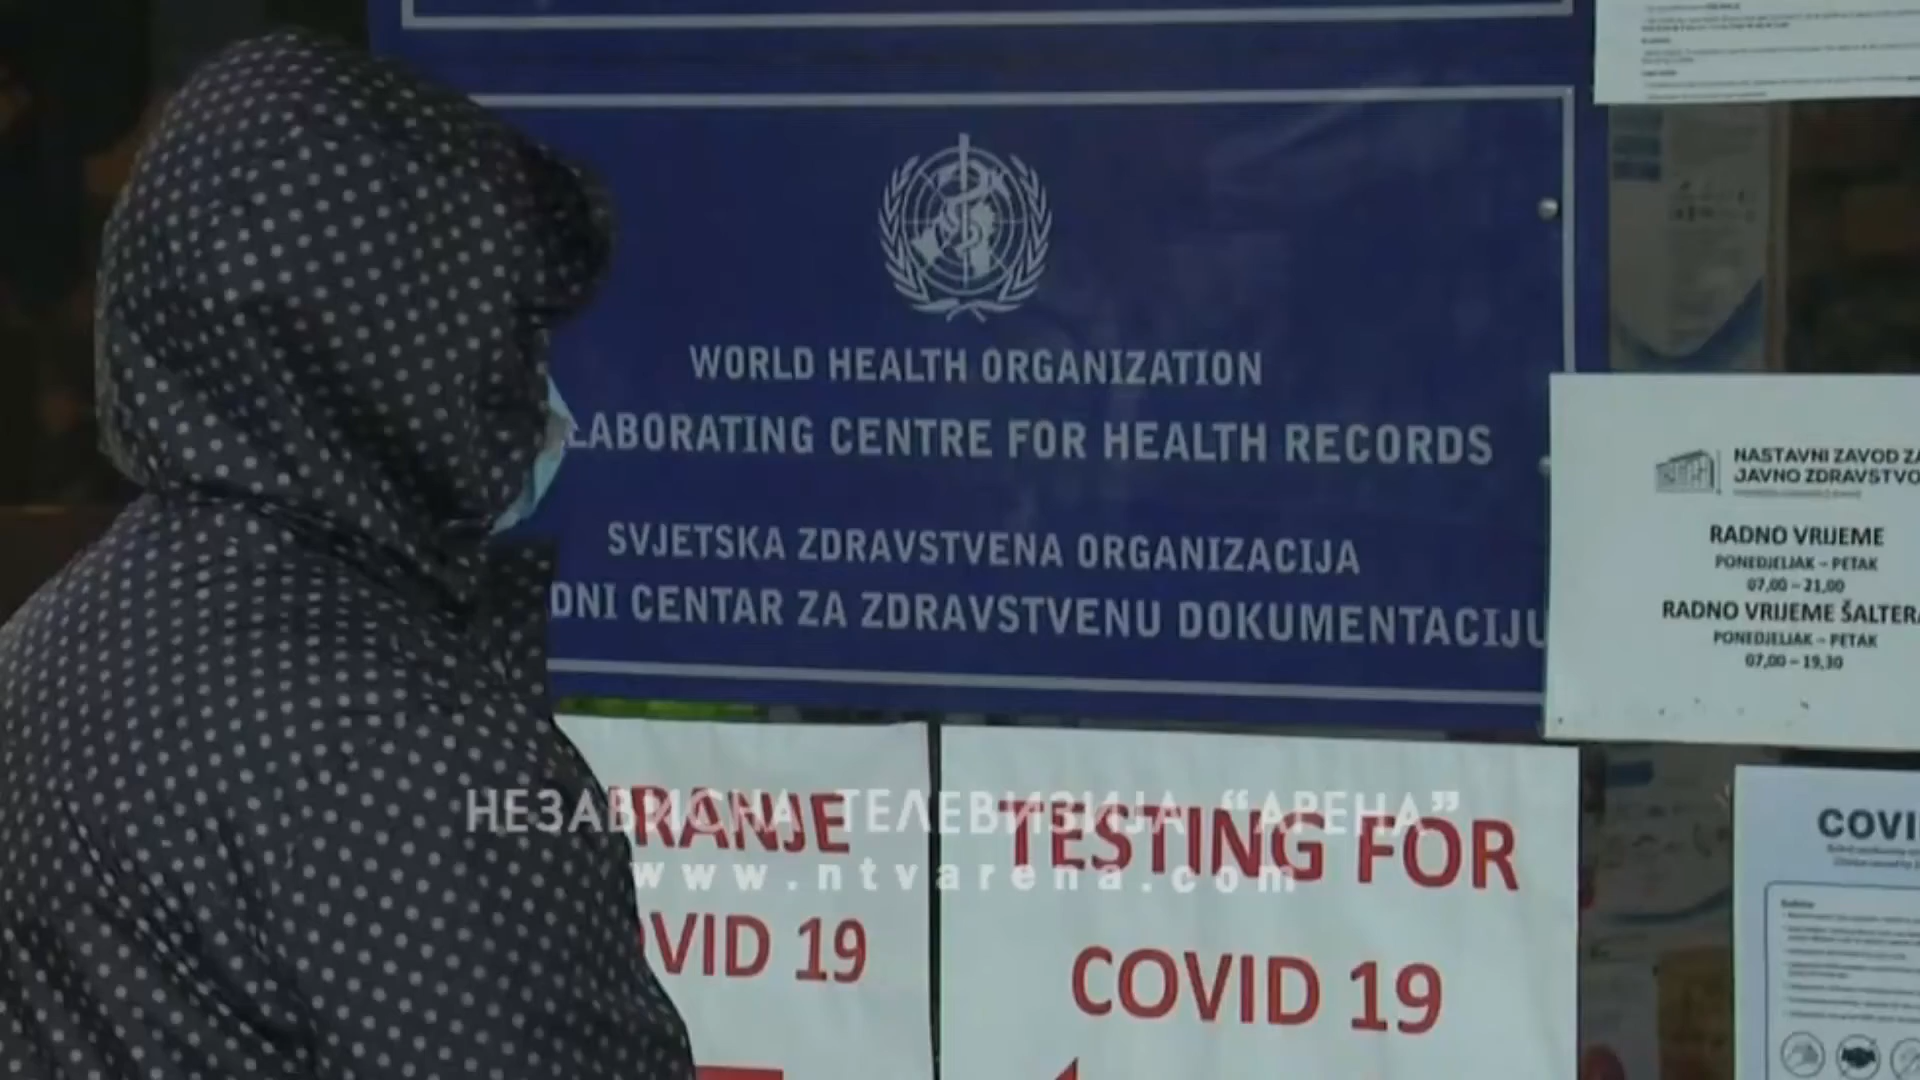 WORLD HEALTH ORGANIZATION
LABORATING CENTRE FOR HEALTH RECORDS
SVJETSKA ZDRAVSTVENA ORGANIZACIJA
DNI CENTAR ZA ZDRAVSTVENU DOKUMENTACIJU
NASTAVNI ZAVOD ZA
JAVNO ZDRAVSTVO
RADNO VRIJEME
PONEDJELJAK – PETAK
07,00 – 21,00
RADNO VRIJEME ŠALTERA
PONEDJELJAK – PETAK
07,00 – 19,30
IRANJE
OVID 19
TESTING FOR
COVID 19
COVI
НЕЗАВИСНА ТЕЛЕВИЗИЈА “АРЕНА”
www.ntvarena.com